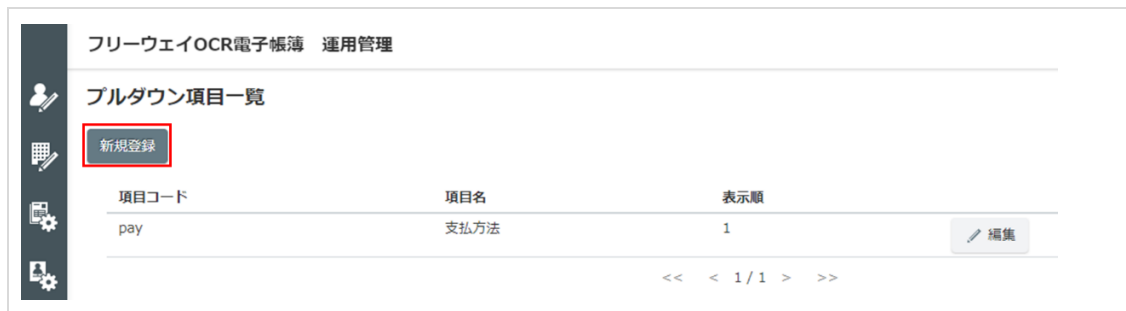 フリーウェイOCR電子帳簿　運用管理
プルダウン項目一覧
新規登録
項目コード 項目名 表示順
pay 支払方法 1 編集
<< < 1 / 1 > >>